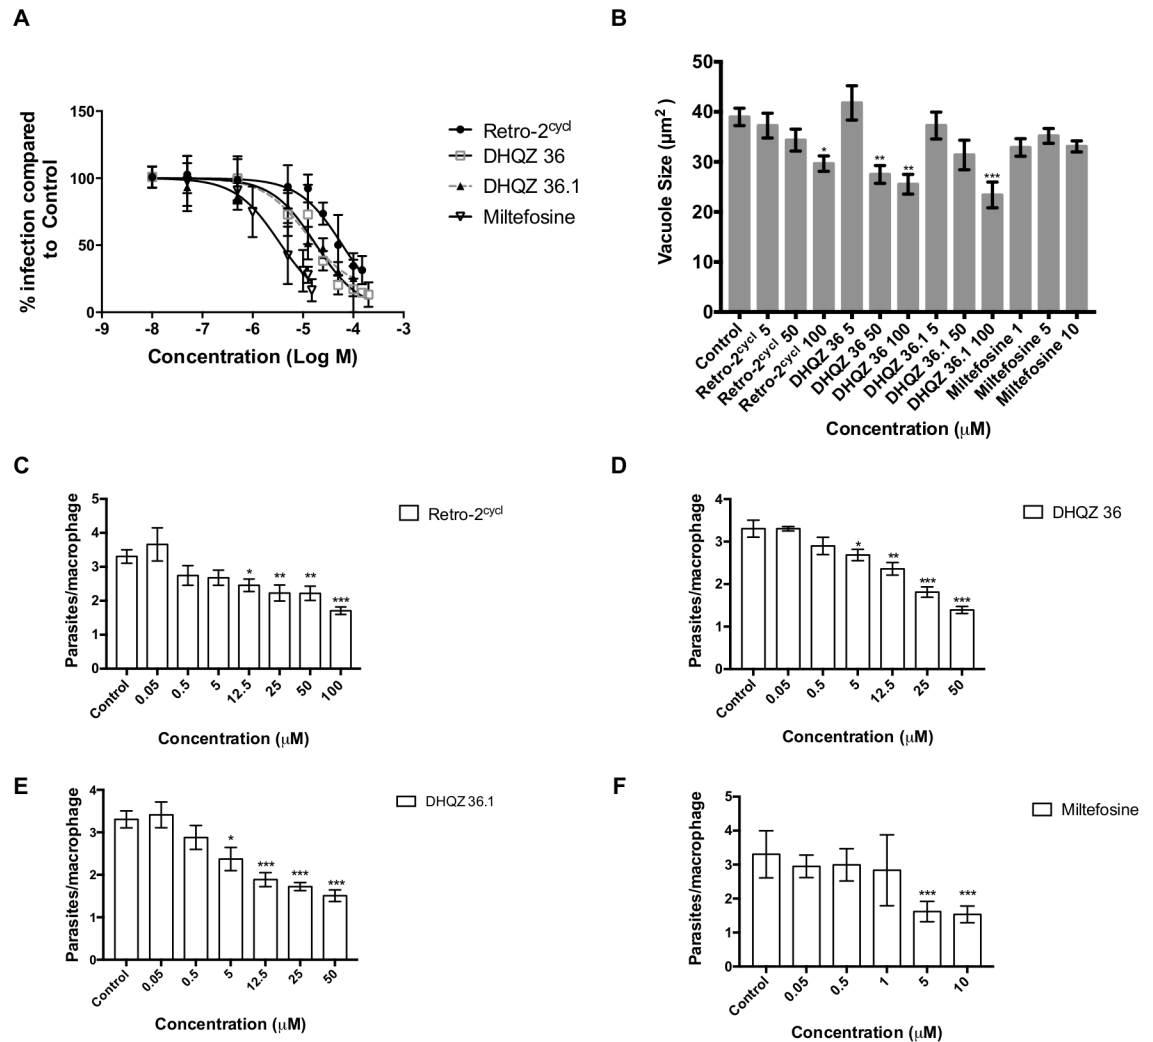 A
% infection compared
to Control
150
100
50
0
-9 -8 -7 -6 -5 -4 -3
Concentration (Log M)
Retro-2cycl
DHQZ 36
DHQZ 36.1
Miltefosine
B
Vacuole Size (µm2 )
50
40
30
20
10
0
* ** ** ***
Control
Retro-2cycl 5
Retro-2cycl 50
Retro-2cycl 100
DHQZ 36 5
DHQZ 36 50
DHQZ 36 100
DHQZ 36.1 5
DHQZ 36.1 50
DHQZ 36.1 100
Miltefosine 1
Miltefosine 5
Miltefosine 10
Concentration (µM)
C
Parasites/macrophage
5
4
3
2
1
0
* ** ** ***
Control 0.05 0.5 5 12.5 25 50 100
Concentration (µM)
Retro-2cycl
D
Parasites/macrophage
4
3
2
1
0
* ** *** ***
Control 0.05 0.5 5 12.5 25 50
Concentration (µM)
DHQZ 36
E
Parasites/macrophage
4
3
2
1
0
* *** *** ***
Control 0.05 0.5 5 12.5 25 50
Concentration (µM)
DHQZ 36.1
F
Parasites/macrophage
5
4
3
2
1
0
*** ***
Control 0.05 0.5 1 5 10
Concentration (µM)
Miltefosine